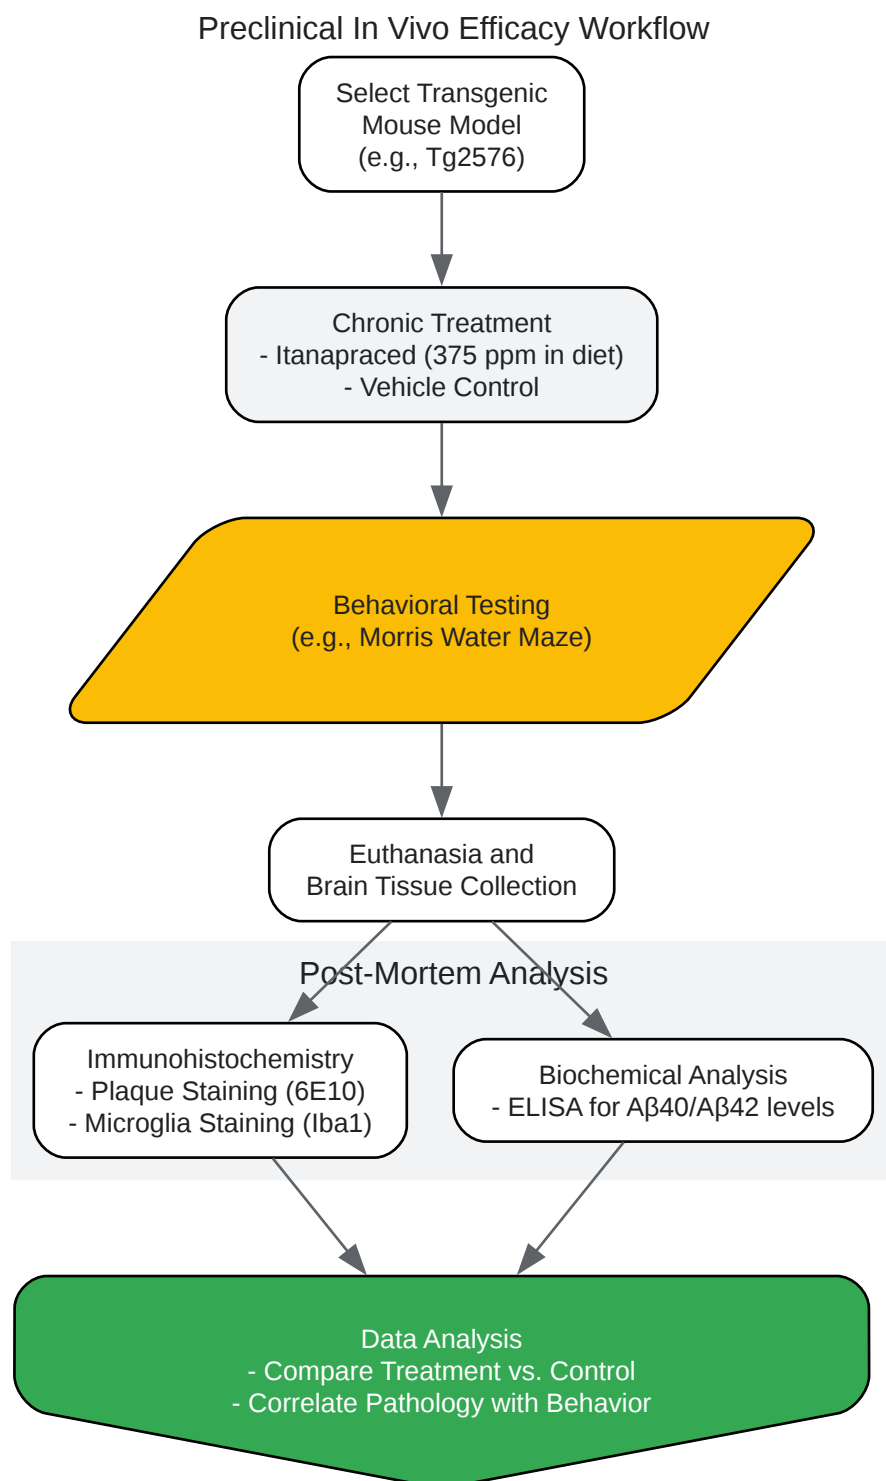 Preclinical In Vivo Efficacy Workflow
Select Transgenic
Mouse Model
(e.g., Tg2576)
Chronic Treatment
- Itanapraced (375 ppm in diet)
- Vehicle Control
Behavioral Testing
(e.g., Morris Water Maze)
Euthanasia and
Brain Tissue Collection
Post-Mortem Analysis
Immunohistochemistry
- Plaque Staining (6E10)
- Microglia Staining (Iba1)
Biochemical Analysis
- ELISA for Aβ40/Aβ42 levels
Data Analysis
- Compare Treatment vs. Control
- Correlate Pathology with Behavior